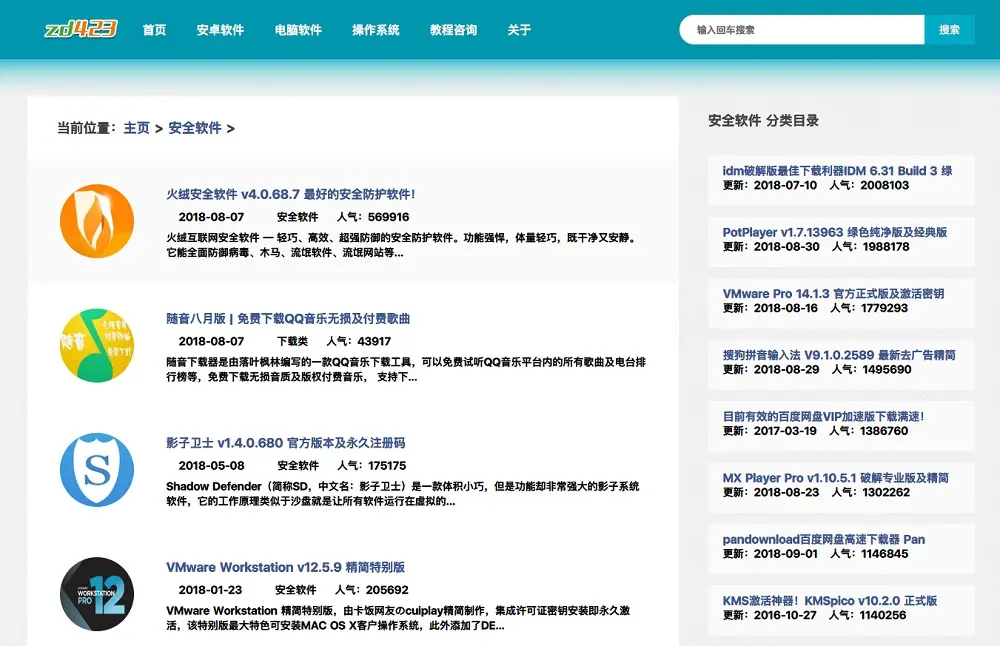 zd423 首页 安卓软件 电脑软件 操作系统 教程咨询 关于 输入回车搜索 搜索
当前位置：主页 > 安全软件 >
火绒安全软件 v4.0.68.7 最好的安全防护软件！
2018-08-07 安全软件 人气：569916
火绒互联网安全软件 — 轻巧、高效、超强防御的安全防护软件。功能强悍，体量轻巧，既干净又安静。
它能全面防御病毒、木马、流氓软件、流氓网站等...
随音
无损音乐
付费歌曲
免费下载
随音八月版 | 免费下载QQ音乐无损及付费歌曲
2018-08-07 下载类 人气：43917
随音下载器是由落叶枫林编写的一款QQ音乐下载工具，可以免费试听QQ音乐平台内的所有歌曲及电台排
行榜等，免费下载无损音质及版权付费音乐， 支持下...
S
影子卫士 v1.4.0.680 官方版本及永久注册码
2018-05-08 安全软件 人气：175175
Shadow Defender（简称SD，中文名：影子卫士）是一款体积小巧，但是功能却非常强大的影子系统
软件，它的工作原理类似于沙盘就是让所有软件运行在虚拟的...
WORKSTATION
PRO 12
VMware Workstation v12.5.9 精简特别版
2018-01-23 安全软件 人气：205692
VMware Workstation 精简特别版，由卡饭网友のcuiplay精简制作，集成许可证密钥安装即永久激
活，该特别版最大特色可安装MAC OS X客户操作系统，此外添加了DE...
安全软件 分类目录
idm破解版最佳下载利器IDM 6.31 Build 3 绿
更新：2018-07-10 人气：2008103
PotPlayer v1.7.13963 绿色纯净版及经典版
更新：2018-08-30 人气：1988178
VMware Pro 14.1.3 官方正式版及激活密钥
更新：2018-08-16 人气：1779293
搜狗拼音输入法 V9.1.0.2589 最新去广告精简
更新：2018-08-29 人气：1495690
目前有效的百度网盘VIP加速版下载满速！
更新：2017-03-19 人气：1386760
MX Player Pro v1.10.5.1 破解专业版及精简
更新：2018-08-23 人气：1302262
pandownload百度网盘高速下载器 Pan
更新：2018-09-01 人气：1146845
KMS激活神器！KMSpico v10.2.0 正式版
更新：2016-10-27 人气：1140256